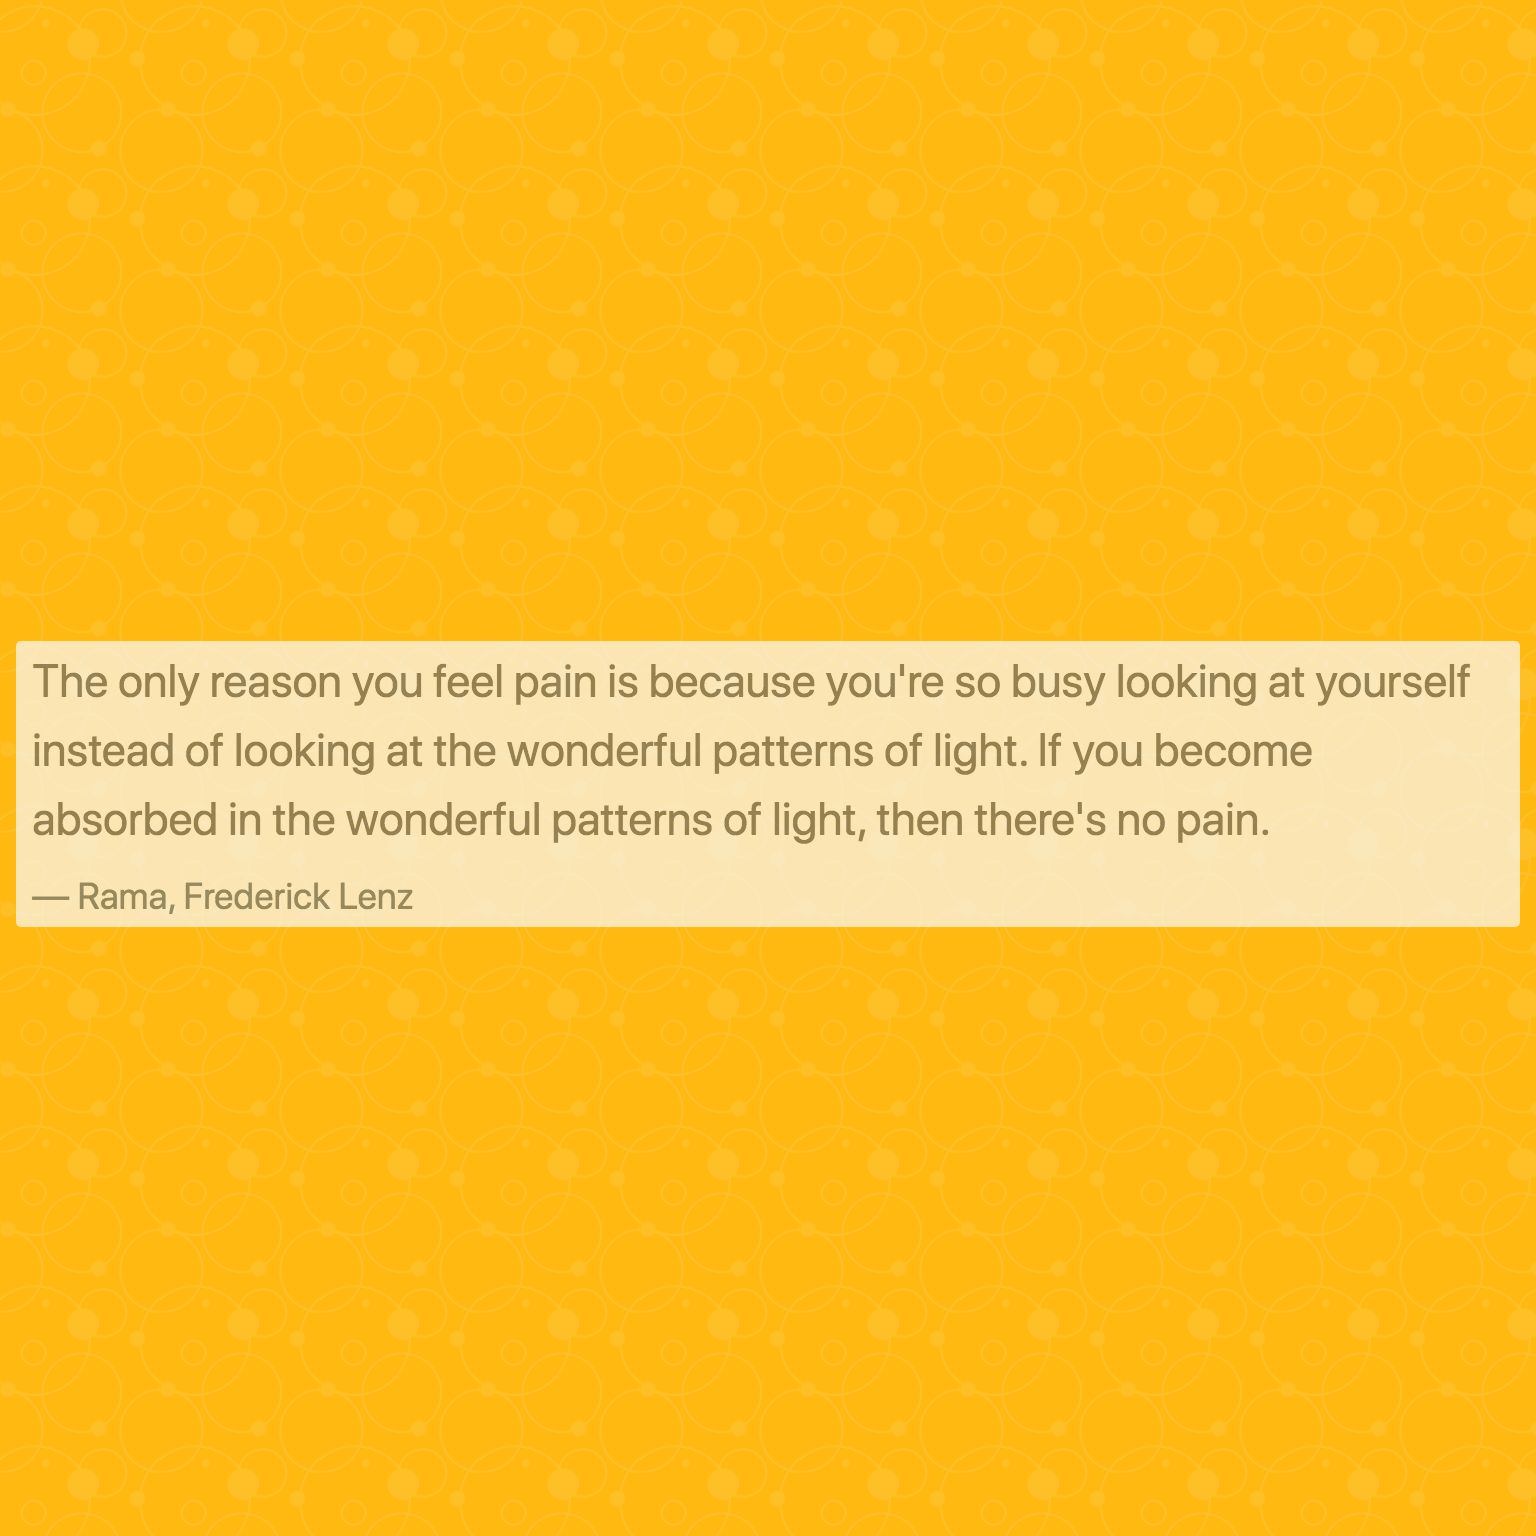 The only reason you feel pain is because you're so busy looking at yourself
instead of looking at the wonderful patterns of light. If you become
absorbed in the wonderful patterns of light, then there's no pain.
— Rama, Frederick Lenz